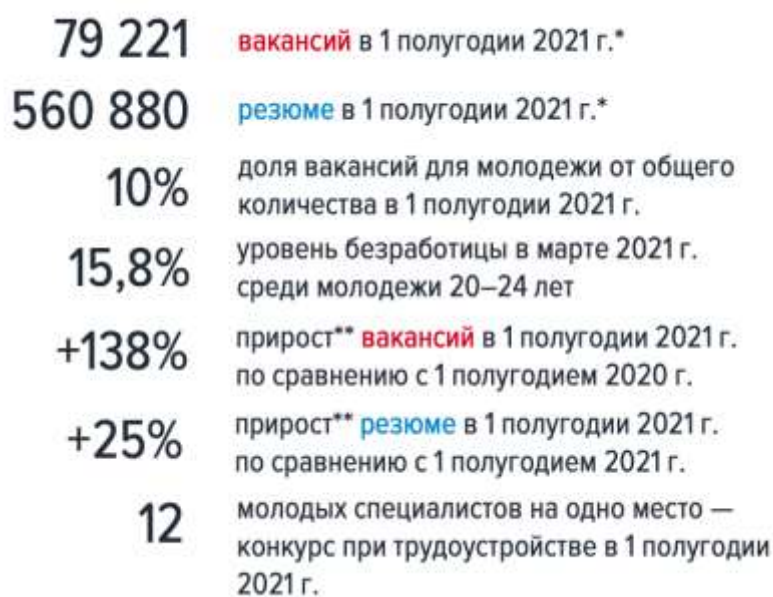 79 221 вакансий в 1 полугодии 2021 г.*
560 880 резюме в 1 полугодии 2021 г.*
10% доля вакансий для молодежи от общего
количества в 1 полугодии 2021 г.
15,8% уровень безработицы в марте 2021 г.
среди молодежи 20–24 лет
+138% прирост** вакансий в 1 полугодии 2021 г.
по сравнению с 1 полугодием 2020 г.
+25% прирост** резюме в 1 полугодии 2021 г.
по сравнению с 1 полугодием 2021 г.
12 молодых специалистов на одно место —
конкурс при трудоустройстве в 1 полугодии
2021 г.